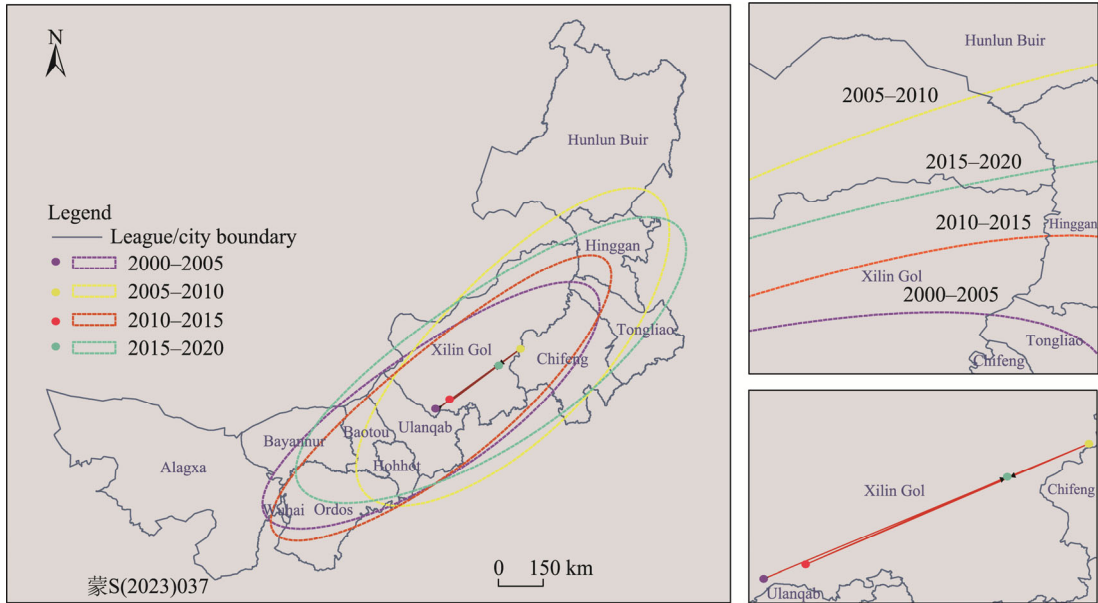 N
Hunlun Buir
Legend
League/city boundary
2000–2005
2005–2010
2010–2015
2015–2020
Hinggan
Tongliao
Xilin Gol
Chifeng
Ulanqab
Baotou
Bayannur
Hohhot
Alagxa
Wuhai
Ordos
0 150 km
蒙S(2023)037
Hunlun Buir
2005–2010
2015–2020
2010–2015
Hinggan
Xilin Gol
2000–2005
Tongliao
Chifeng
Xilin Gol
Chifeng
Ulanqab